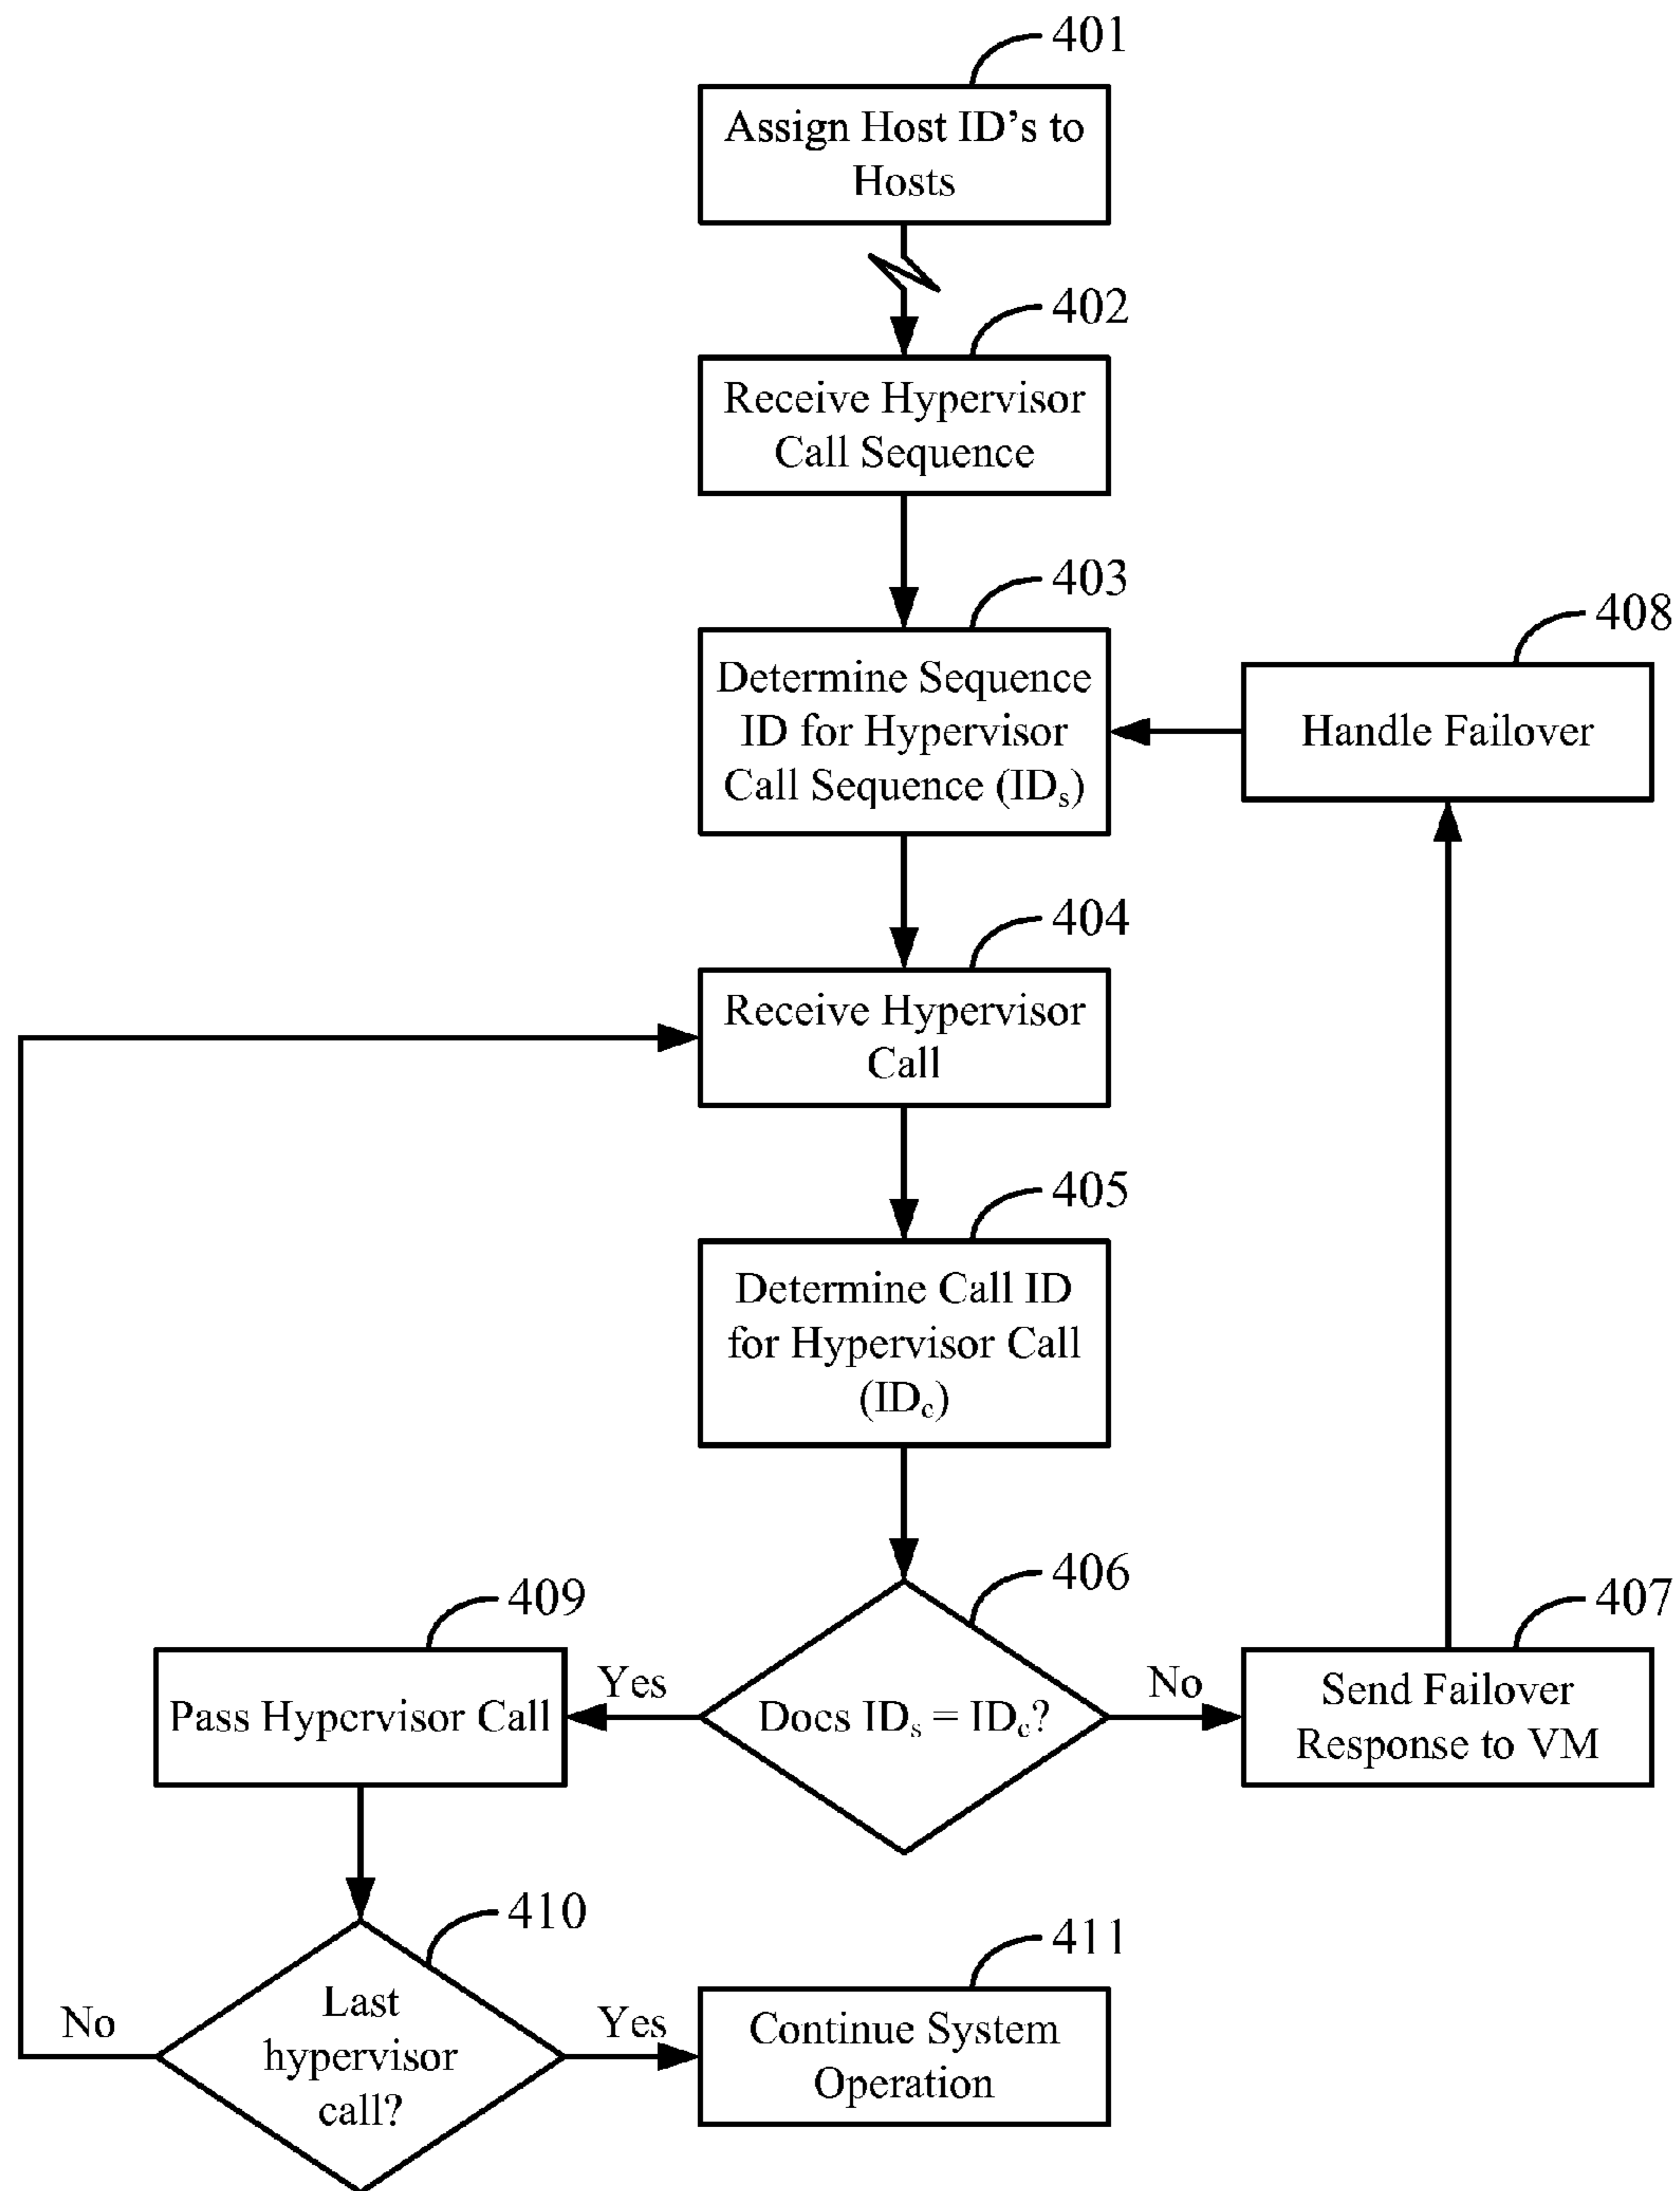 401
Assign Host ID's to
Hosts
402
Receive Hypervisor
Call Sequence
403
Determine Sequence
ID for Hypervisor
Call Sequence (IDs)
408
Handle Failover
404
Receive Hypervisor
Call
405
Determine Call ID
for Hypervisor Call
(IDc)
406
Does IDs = IDc?
Yes
No
409
Pass Hypervisor Call
407
Send Failover
Response to VM
410
Last
hypervisor
call?
No
Yes
411
Continue System
Operation